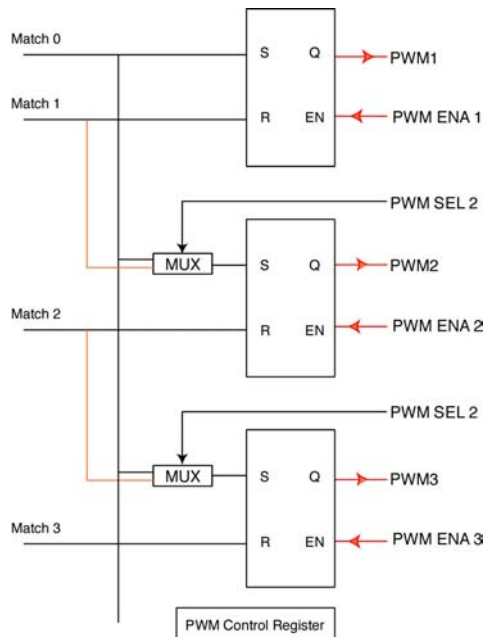 Match 0
S Q PWM1
Match 1
R EN PWM ENA 1
PWM SEL 2
MUX S Q PWM2
Match 2
R EN PWM ENA 2
PWM SEL 2
MUX S Q PWM3
Match 3
R EN PWM ENA 3
PWM Control Register